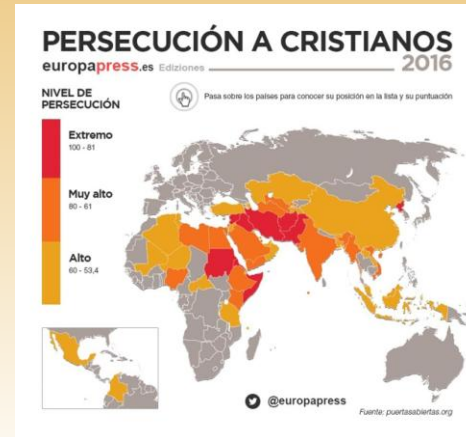 PERSECUCIÓN A CRISTIANOS
europapress.es Ediciones
2016
NIVEL DE
PERSECUCIÓN
Pasa sobre los países para conocer su posición en la lista y su puntuación
Extremo
100 - 81
Muy alto
80 - 61
Alto
60 - 53,4
@europapress
Fuente: puertasabiertas.org